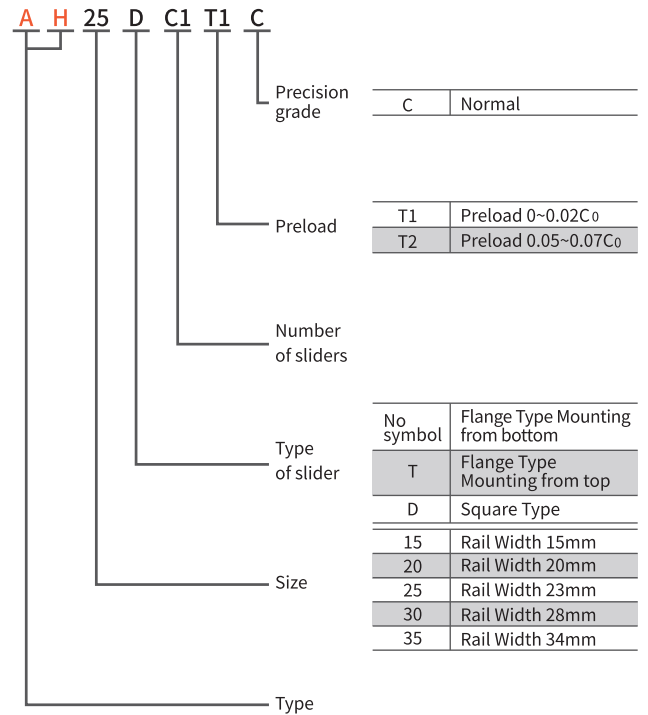 A H 25 D C1 T1 C
Precision
grade
C Normal
Preload
T1 Preload 0~0.02C0
T2 Preload 0.05~0.07C0
Number
of sliders
Type
of slider
No
symbol
Flange Type Mounting
from bottom
T
Flange Type
Mounting from top
D Square Type
Size
15 Rail Width 15mm
20 Rail Width 20mm
25 Rail Width 23mm
30 Rail Width 28mm
35 Rail Width 34mm
Type